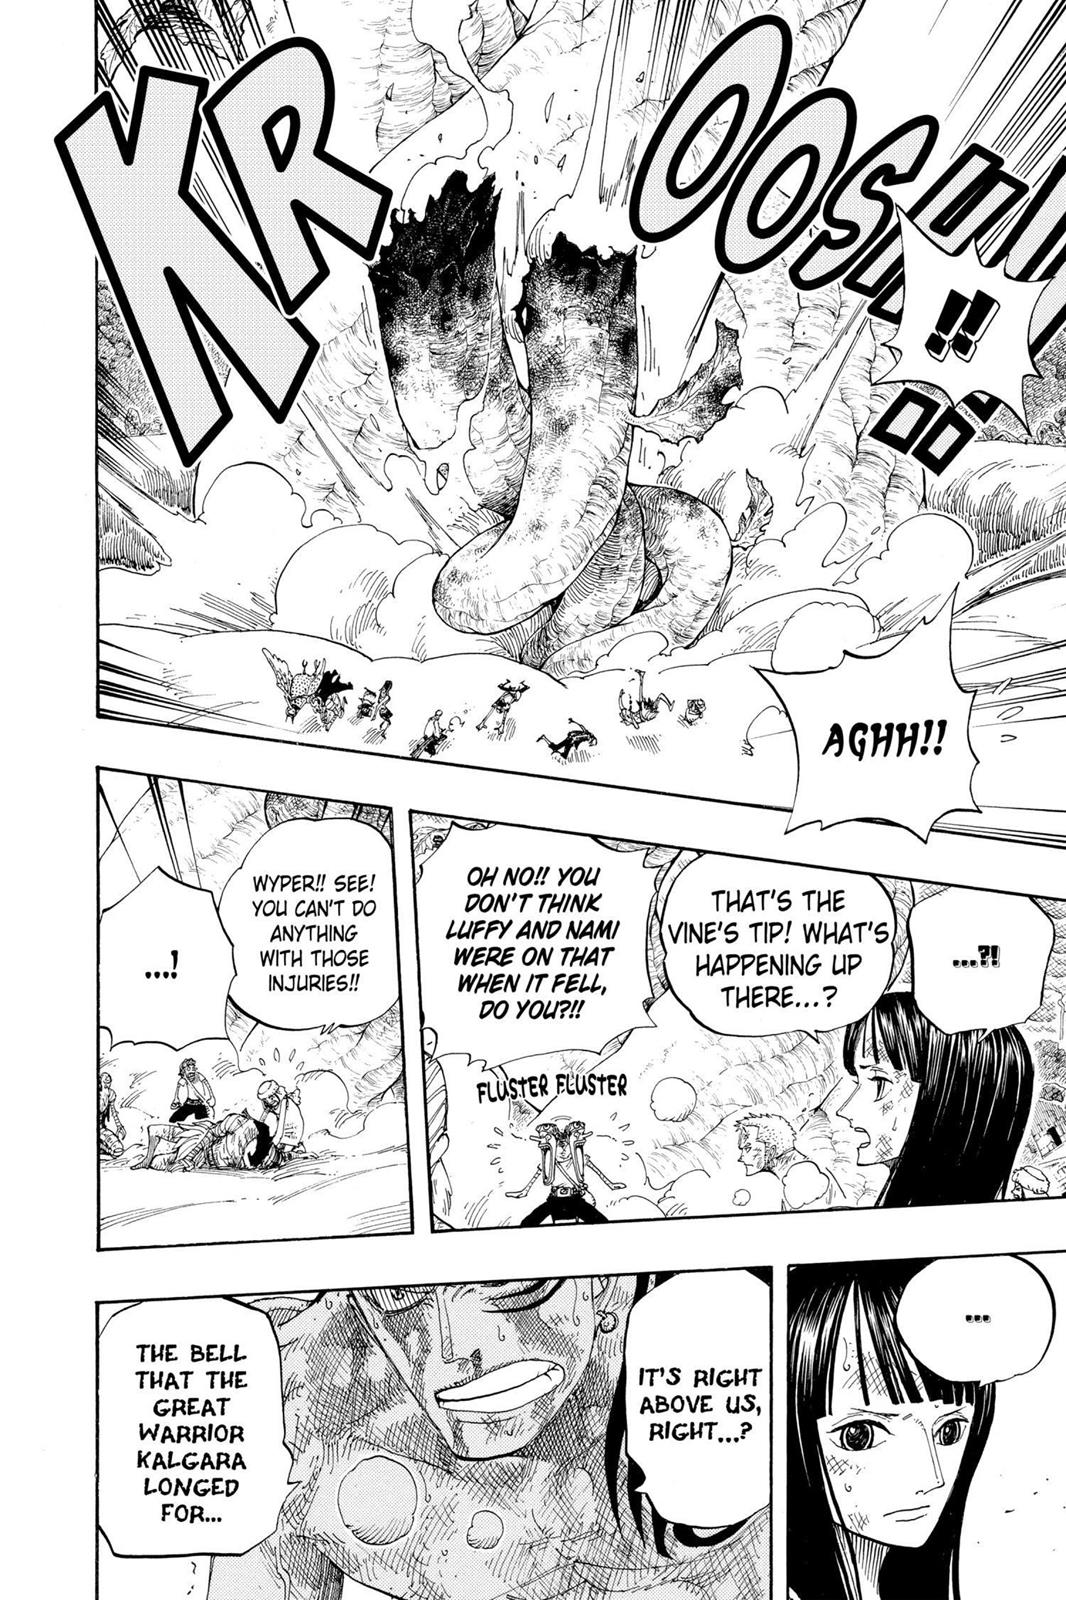 KR
OOSH
!!
AGHH!!
...?!
THAT'S THE
VINE'S TIP! WHAT'S
HAPPENING UP
THERE...?
OH NO!! YOU
DON'T THINK
LUFFY AND NAMI
WERE ON THAT
WHEN IT FELL,
DO YOU?!!
FLUSTER FLUSTER
WYPER!! SEE!
YOU CAN'T DO
ANYTHING
WITH THOSE
INJURIES!!
...!
...
IT'S RIGHT
ABOVE US,
RIGHT...?
THE BELL
THAT THE
GREAT
WARRIOR
KALGARA
LONGED
FOR...